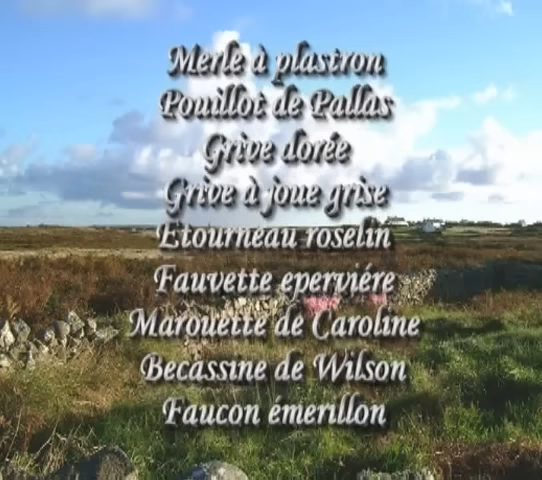 Merle à plastron
Pouillot de Pallas
Grive dorée
Grive à joue grise
Etourneau roselin
Fauvette eperviére
Marouette de Caroline
Becassine de Wilson
Faucon émerillon